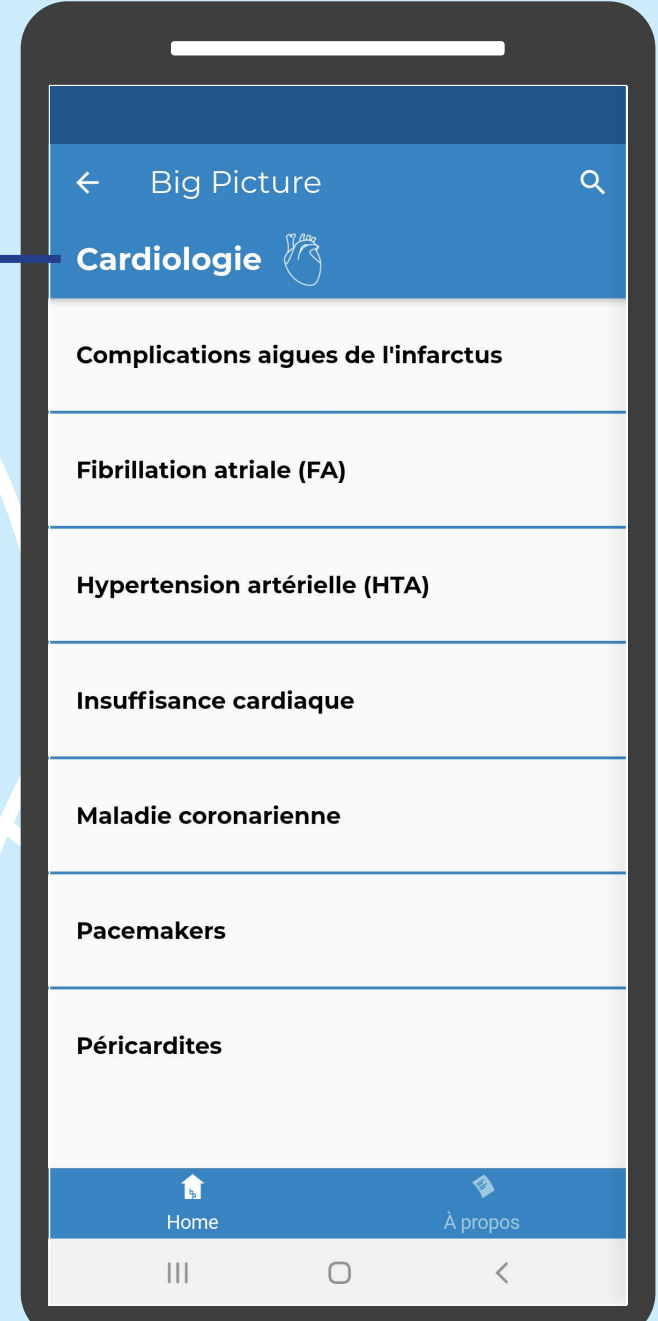 Big Picture
Cardiologie
Complications aigues de l'infarctus
Fibrillation atriale (FA)
Hypertension artérielle (HTA)
Insuffisance cardiaque
Maladie coronarienne
Pacemakers
Péricardites
Home
À propos